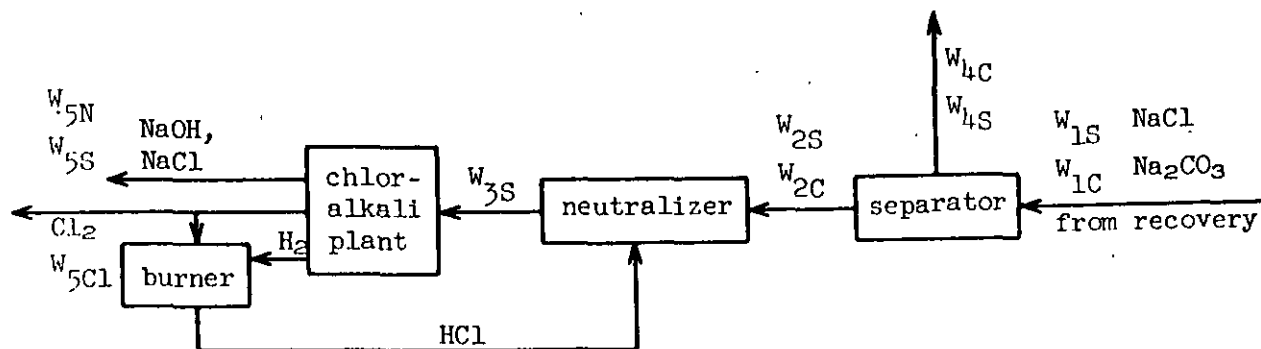 W5N
W5S
NaOH,
NaCl
Cl2
W5Cl
burner
H2
chlor-
alkali
plant
W3S
neutralizer
HCl
W2S
W2C
separator
W4C
W4S
W1S NaCl
W1C Na2CO3
from recovery